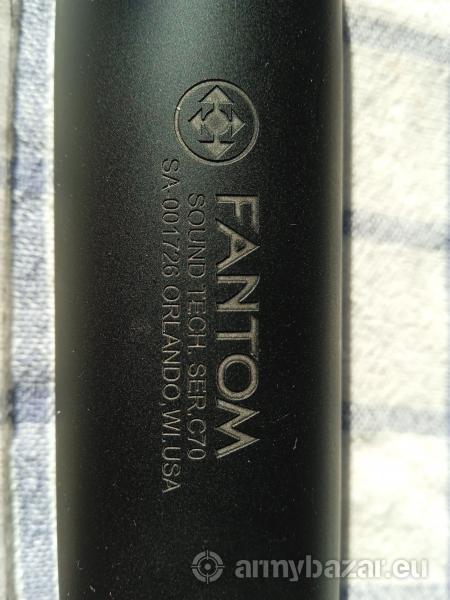 FANTOM
SOUND TECH. SER.C70
SA-001726 ORLANDO, WI, USA
armybazar.eu